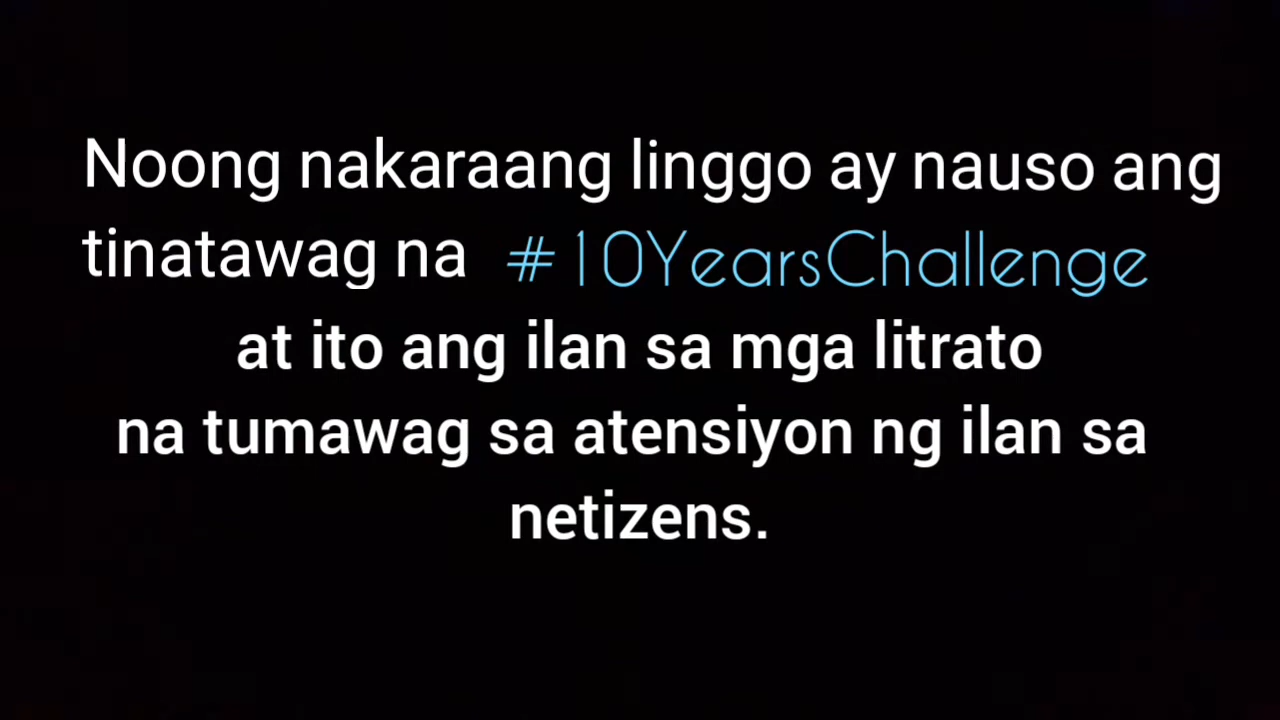 Noong nakaraang linggo ay nauso ang
tinatawag na #10YearsChallenge
at ito ang ilan sa mga litrato
na tumawag sa atensiyon ng ilan sa
netizens.